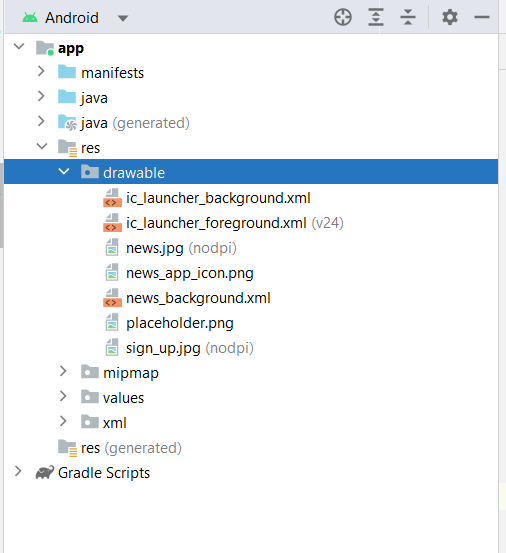 Android
app
manifests
java
java (generated)
res
drawable
ic_launcher_background.xml
ic_launcher_foreground.xml (v24)
news.jpg (nodpi)
news_app_icon.png
news_background.xml
placeholder.png
sign_up.jpg (nodpi)
mipmap
values
xml
res (generated)
Gradle Scripts